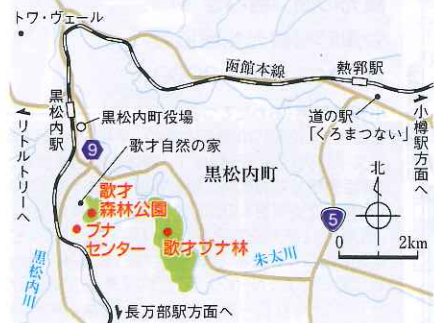 トワ・ヴェール
函館本線
熱郛駅
黒松内駅
黒松内町役場
道の駅
「くろまつない」
小樽駅方面へ
リトルトリーへ
9
歌才自然の家
黒松内町
北
歌才
森林公園
ブナ
センター
歌才ブナ林
5
0 2km
朱太川
黒松内川
長万部駅方面へ